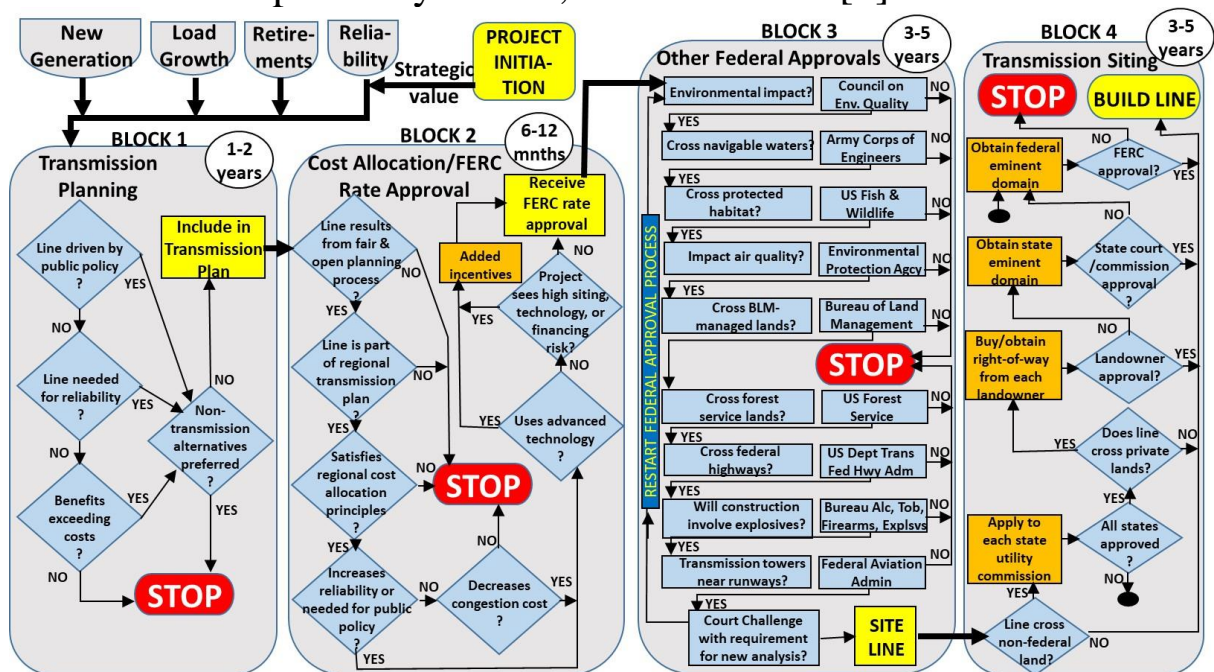 New
Generation
Load
Growth
Retire-
ments
Relia-
bility
Strategic
value
PROJECT
INITIA-
TION
BLOCK 1
1-2
years
Transmission
Planning
Line driven by
public policy
?
YES
NO
Line needed
for reliability
?
YES
NO
Benefits
exceeding
costs?
YES
NO
Include in
Transmission
Plan
NO
Non-
transmission
alternatives
preferred ?
YES
STOP
BLOCK 2
6-12
mnths
Cost Allocation/FERC
Rate Approval
Line results
from fair &
open planning
process
?
NO
YES
Line is part
of regional
transmission
plan
?
NO
YES
Satisfies
regional cost
allocation
principles
?
NO
YES
Increases
reliability or
needed for public
policy
?
NO
YES
Decreases
congestion cost
?
NO
YES
STOP
Receive
FERC rate
approval
Added
incentives
NO
Project
sees high siting,
technology, or
financing
risk?
YES
NO
Uses advanced
technology ?
YES
BLOCK 3
3-5
years
Other Federal Approvals
RESTART FEDERAL APPROVAL PROCESS
Environmental impact?
Council on
Env. Quality
NO
YES
Cross navigable waters?
Army Corps of
Engineers
NO
YES
Cross protected
habitat?
US Fish &
Wildlife
NO
YES
Impact air quality?
Environmental
Protection Agcy
NO
YES
Cross BLM-
managed lands?
Bureau of Land
Management
NO
YES
STOP
Cross forest
service lands?
US Forest
Service
NO
YES
Cross federal
highways?
US Dept Trans
Fed Hwy Adm
NO
YES
Will construction
involve explosives?
Bureau Alc, Tob,
Firearms, Explsvs
NO
YES
Transmission towers
near runways?
Federal Aviation
Admin
NO
YES
Court Challenge
with requirement
for new analysis?
SITE
LINE
BLOCK 4
3-5
years
Transmission Siting
STOP
BUILD LINE
NO
Obtain federal
eminent
domain
FERC
approval?
YES
NO
Obtain state
eminent
domain
State court
/commission
approval
?
YES
NO
Buy/obtain
right-of-way
from each
landowner
Landowner
approval?
YES
YES
Does line
cross private
lands?
NO
YES
Apply to
each state
utility
commission
All states
approved
?
NO
YES
Line cross
non-federal
land?
NO